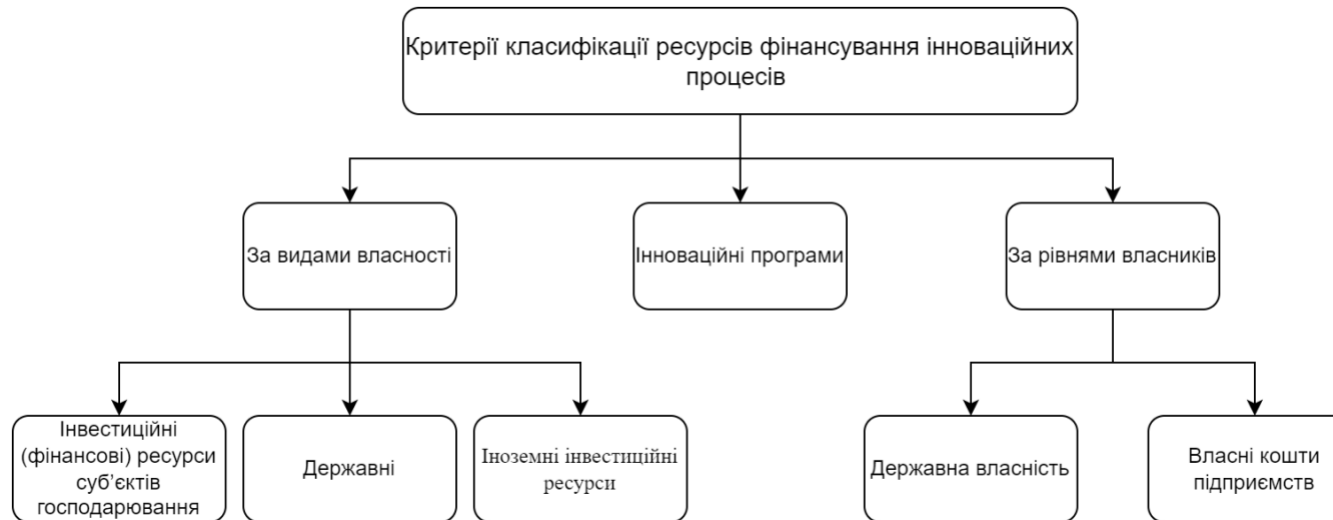 Критерії класифікації ресурсів фінансування інноваційних
процесів
За видами власності
Інноваційні програми
За рівнями власників
Інвестиційні
(фінансові) ресурси
суб’єктів
господарювання
Державні
Іноземні інвестиційні
ресурси
Державна власність
Власні кошти
підприємств